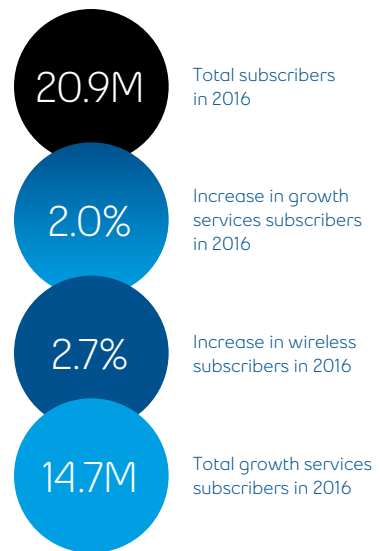 20.9M
Total subscribers
in 2016
2.0%
Increase in growth
services subscribers
in 2016
2.7%
Increase in wireless
subscribers in 2016
14.7M
Total growth services
subscribers in 2016